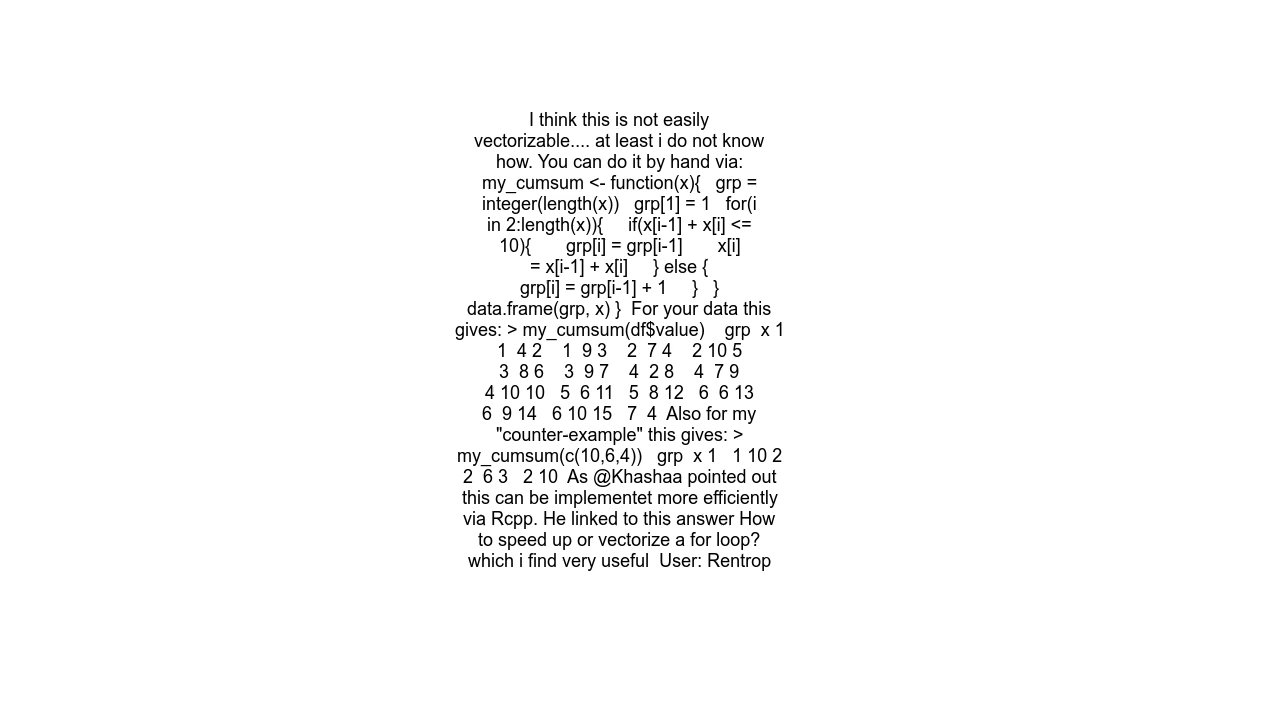 I think this is not easily
vectorizable.... at least i do not know
how. You can do it by hand via:
my_cumsum <- function(x){   grp =
integer(length(x))   grp[1] = 1   for(i
in 2:length(x)){     if(x[i-1] + x[i] <=
10){       grp[i] = grp[i-1]       x[i]
= x[i-1] + x[i]     } else {
grp[i] = grp[i-1] + 1     }   }
data.frame(grp, x) }  For your data this
gives: > my_cumsum(df$value)    grp  x 1
1  4 2    1  9 3    2  7 4    2 10 5
3  8 6    3  9 7    4  2 8    4  7 9
4 10 10   5  6 11   5  8 12   6  6 13
6  9 14   6 10 15   7  4  Also for my
"counter-example" this gives: >
my_cumsum(c(10,6,4))   grp  x 1   1 10 2
2  6 3   2 10  As @Khashaa pointed out
this can be implementet more efficiently
via Rcpp. He linked to this answer How
to speed up or vectorize a for loop?
which i find very useful  User: Rentrop